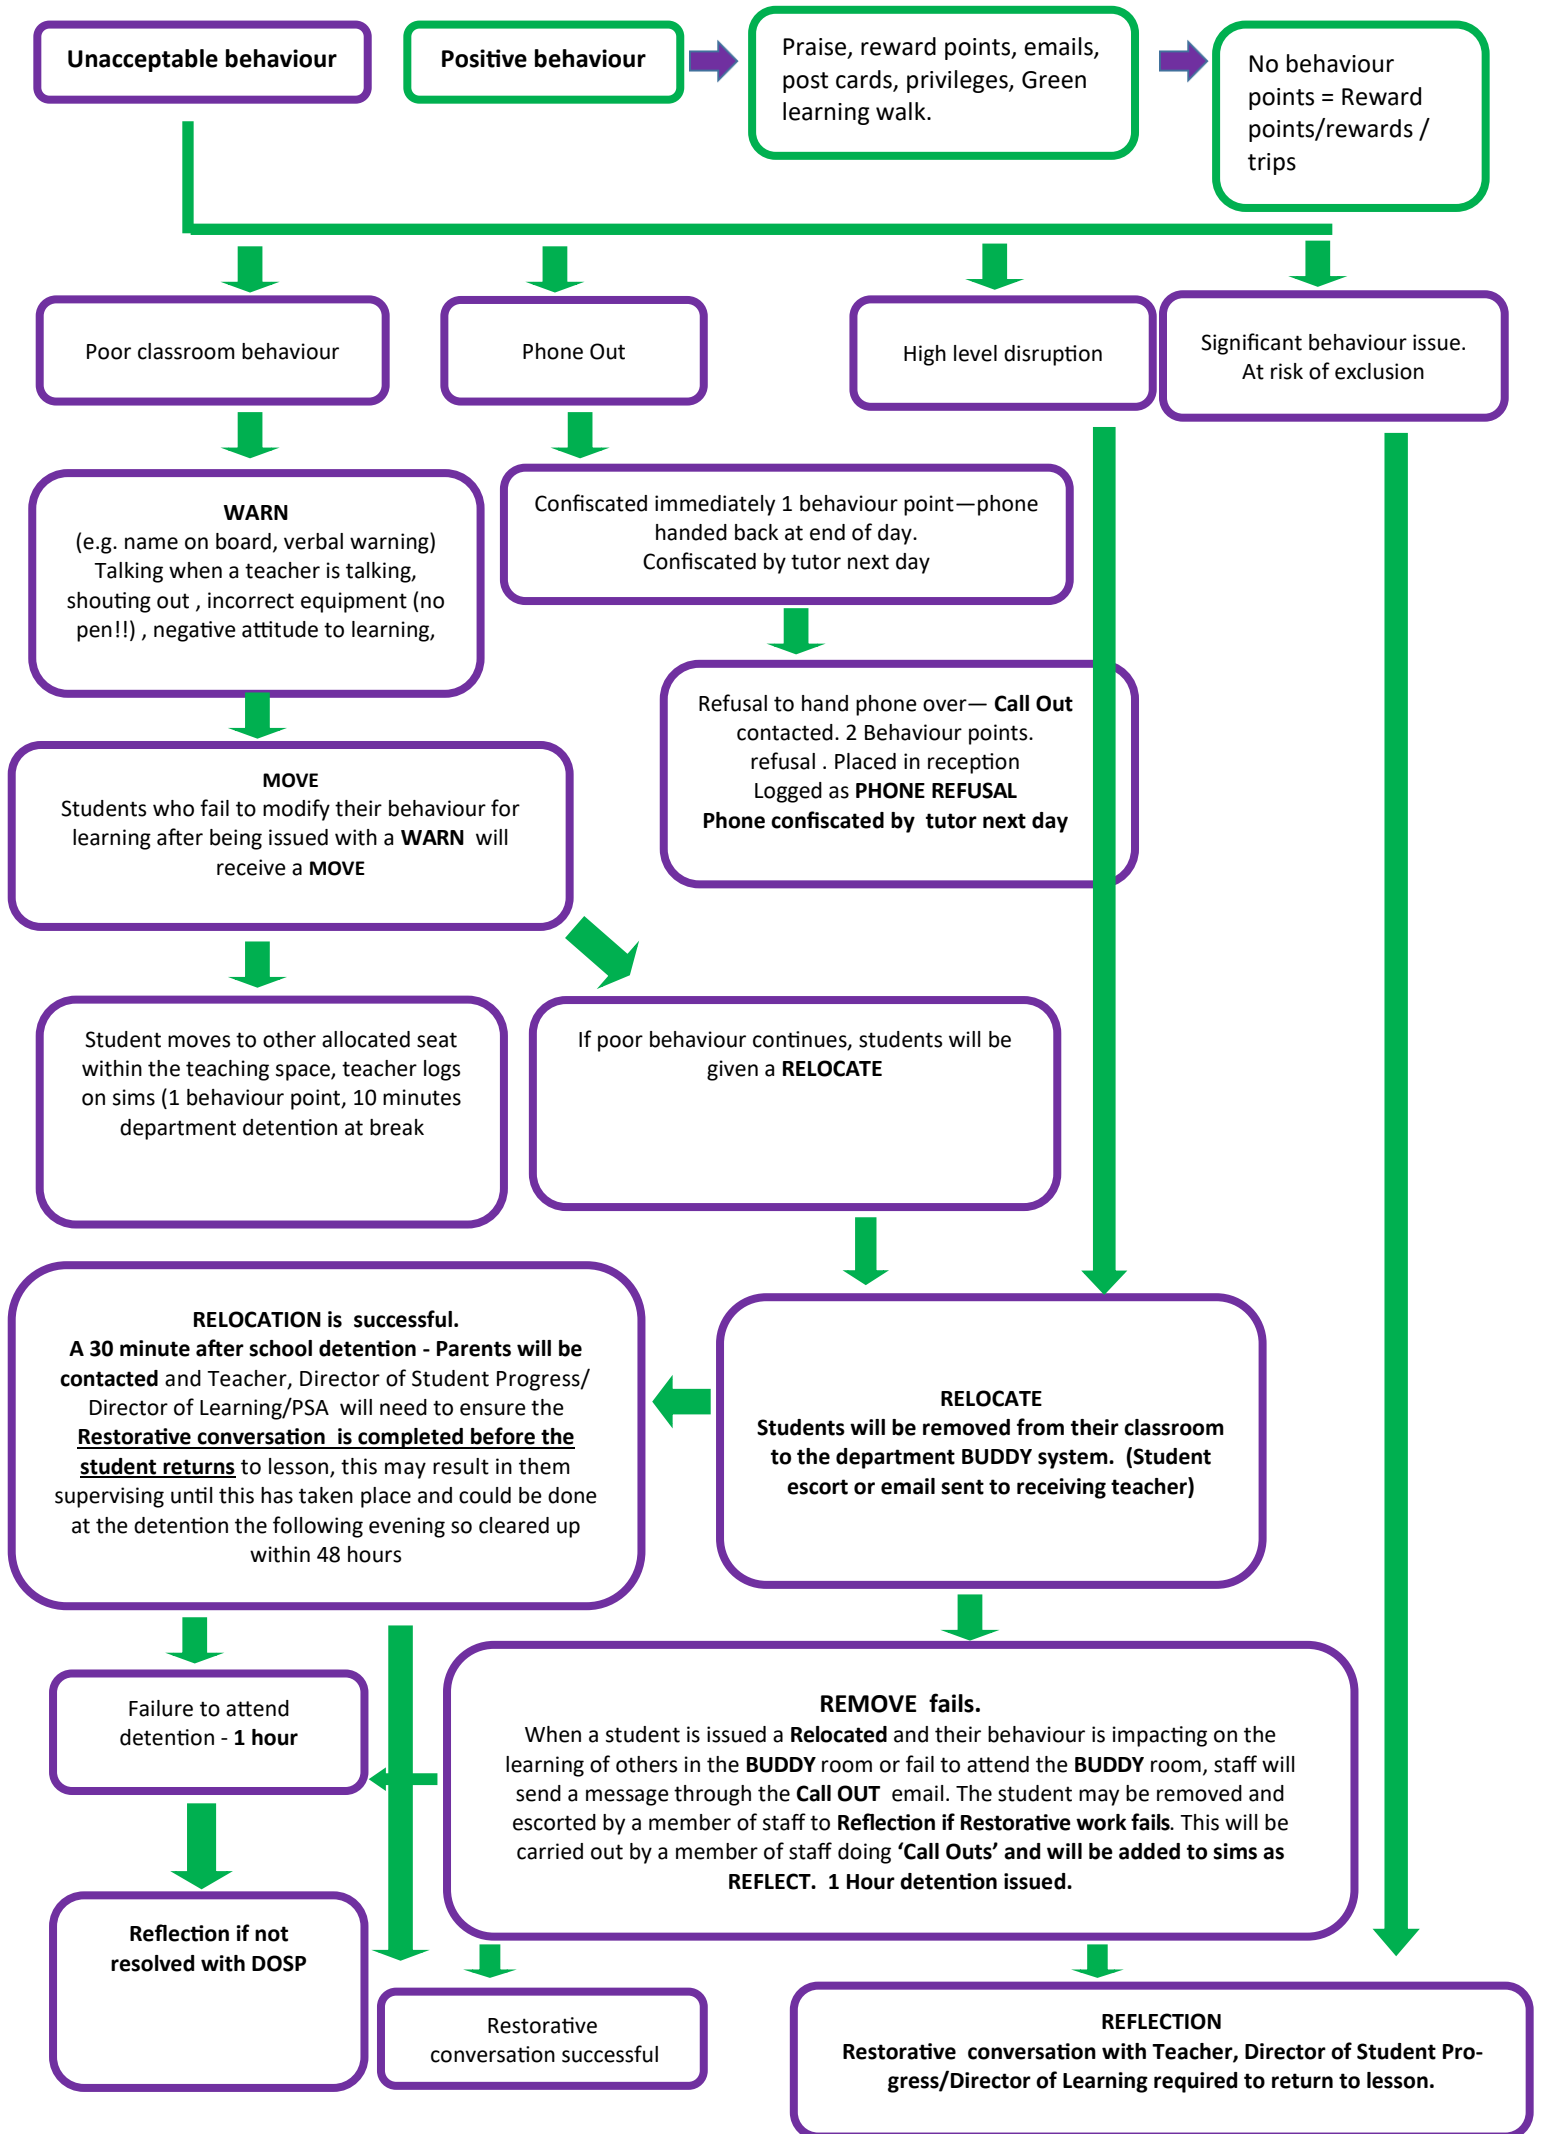 Unacceptable behaviour
Positive behaviour
Praise, reward points, emails,
post cards, privileges, Green
learning walk.
No behaviour
points = Reward
points/rewards /
trips
Poor classroom behaviour
Phone Out
High level disruption
Significant behaviour issue.
At risk of exclusion
WARN
(e.g. name on board, verbal warning)
Talking when a teacher is talking,
shouting out , incorrect equipment (no
pen!!) , negative attitude to learning,
Confiscated immediately 1 behaviour point—phone
handed back at end of day.
Confiscated by tutor next day
Refusal to hand phone over— Call Out
contacted. 2 Behaviour points.
refusal . Placed in reception
Logged as PHONE REFUSAL
Phone confiscated by tutor next day
MOVE
Students who fail to modify their behaviour for
learning after being issued with a WARN will
receive a MOVE
Student moves to other allocated seat
within the teaching space, teacher logs
on sims (1 behaviour point, 10 minutes
department detention at break
If poor behaviour continues, students will be
given a RELOCATE
RELOCATION is successful.
A 30 minute after school detention - Parents will be
contacted and Teacher, Director of Student Progress/
Director of Learning/PSA will need to ensure the
Restorative conversation is completed before the
student returns to lesson, this may result in them
supervising until this has taken place and could be done
at the detention the following evening so cleared up
within 48 hours
RELOCATE
Students will be removed from their classroom
to the department BUDDY system. (Student
escort or email sent to receiving teacher)
Failure to attend
detention - 1 hour
REMOVE fails.
When a student is issued a Relocated and their behaviour is impacting on the
learning of others in the BUDDY room or fail to attend the BUDDY room, staff will
send a message through the Call OUT email. The student may be removed and
escorted by a member of staff to Reflection if Restorative work fails. This will be
carried out by a member of staff doing ‘Call Outs’ and will be added to sims as
REFLECT. 1 Hour detention issued.
Reflection if not
resolved with DOSP
Restorative
conversation successful
REFLECTION
Restorative conversation with Teacher, Director of Student Pro-
gress/Director of Learning required to return to lesson.